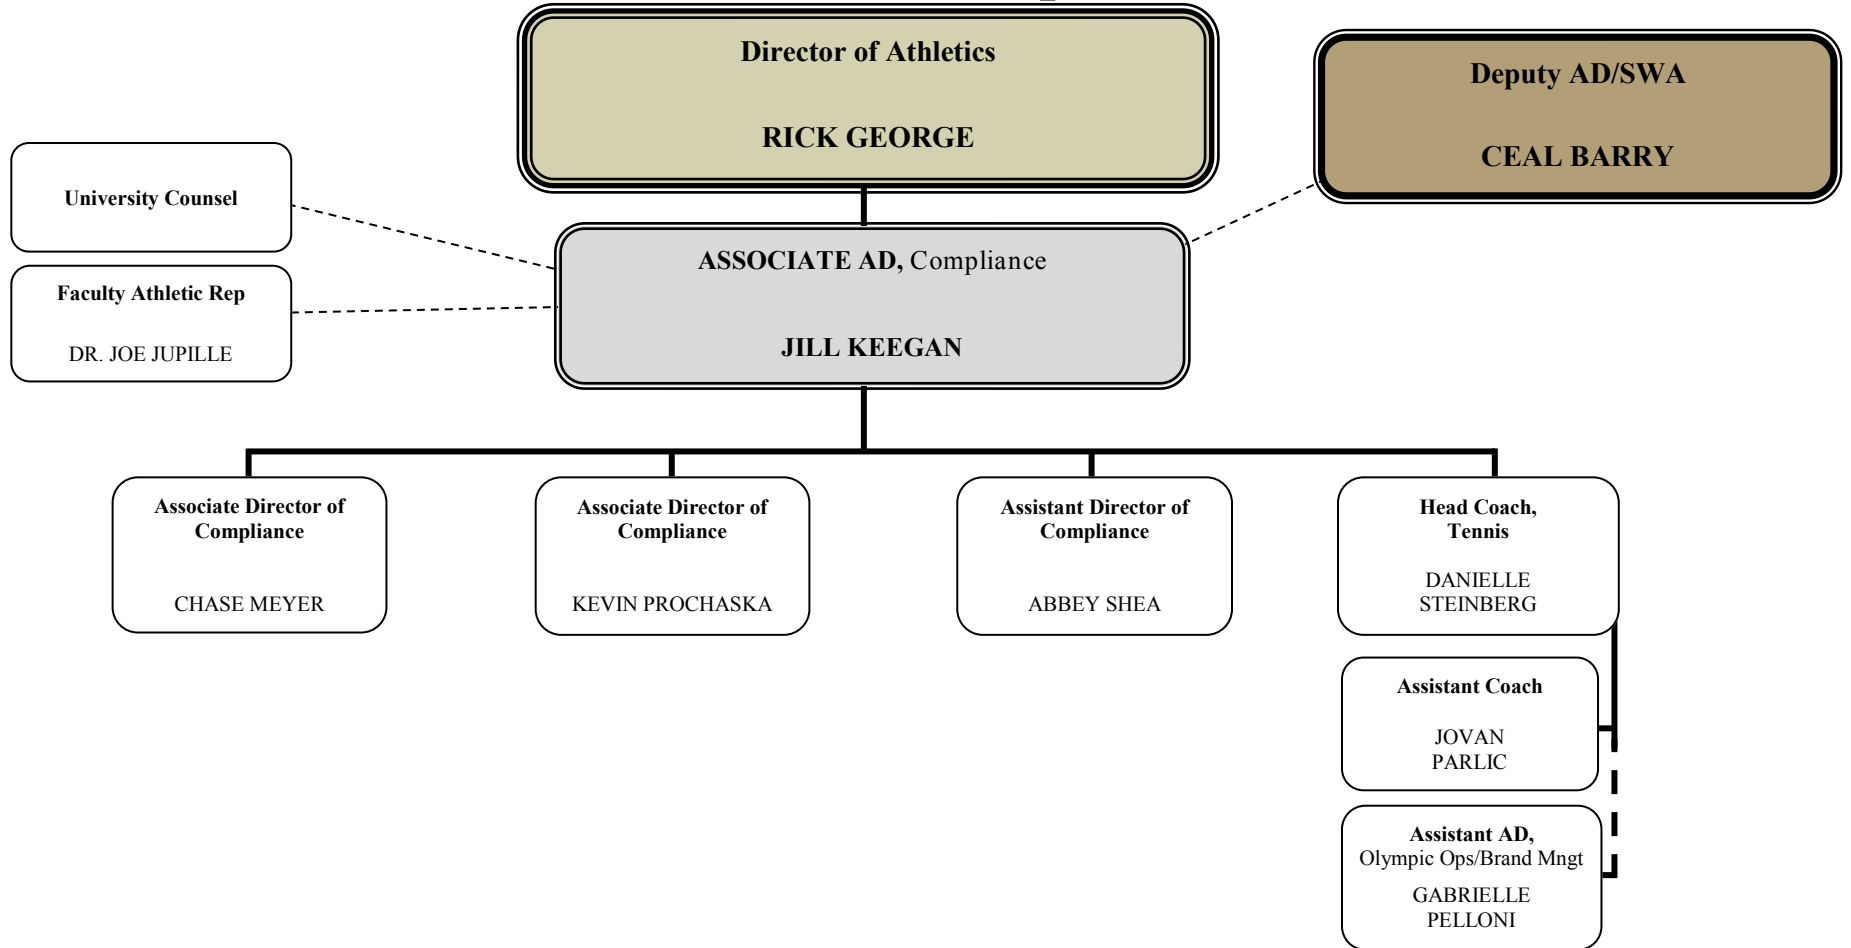 Director of Athletics
RICK GEORGE
Deputy AD/SWA
CEAL BARRY
University Counsel
Faculty Athletic Rep
DR. JOE JUPILLE
ASSOCIATE AD, Compliance
JILL KEEGAN
Associate Director of
Compliance
CHASE MEYER
Associate Director of
Compliance
KEVIN PROCHASKA
Assistant Director of
Compliance
ABBEY SHEA
Head Coach,
Tennis
DANIELLE
STEINBERG
Assistant Coach
JOVAN
PARLIC
Assistant AD,
Olympic Ops/Brand Mngt
GABRIELLE
PELLONI